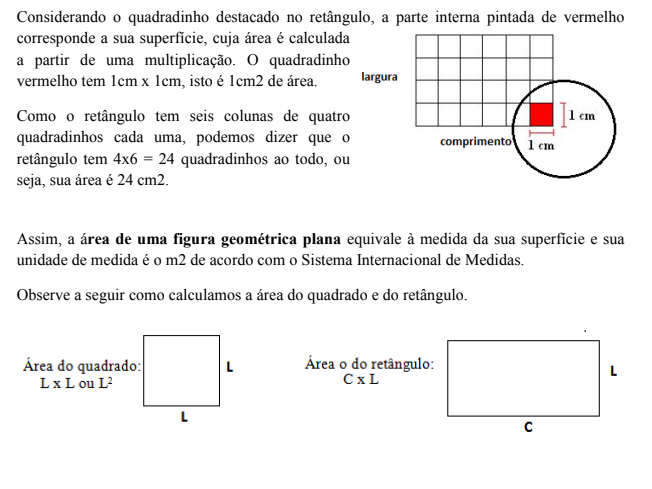 Considerando o quadradinho destacado no retângulo, a parte interna pintada de vermelho
corresponde a sua superfície, cuja área é calculada
a partir de uma multiplicação. O quadradinho
vermelho tem 1cm x 1cm, isto é 1cm2 de área.
Como o retângulo tem seis colunas de quatro
quadradinhos cada uma, podemos dizer que o
retângulo tem 4x6 = 24 quadradinhos ao todo, ou
seja, sua área é 24 cm2.
largura
1 cm
comprimento
1 cm
Assim, a área de uma figura geométrica plana equivale à medida da sua superfície e sua
unidade de medida é o m2 de acordo com o Sistema Internacional de Medidas.
Observe a seguir como calculamos a área do quadrado e do retângulo.
Área do quadrado:
L x L ou L²
L
L
Área o do retângulo:
C x L
L
C